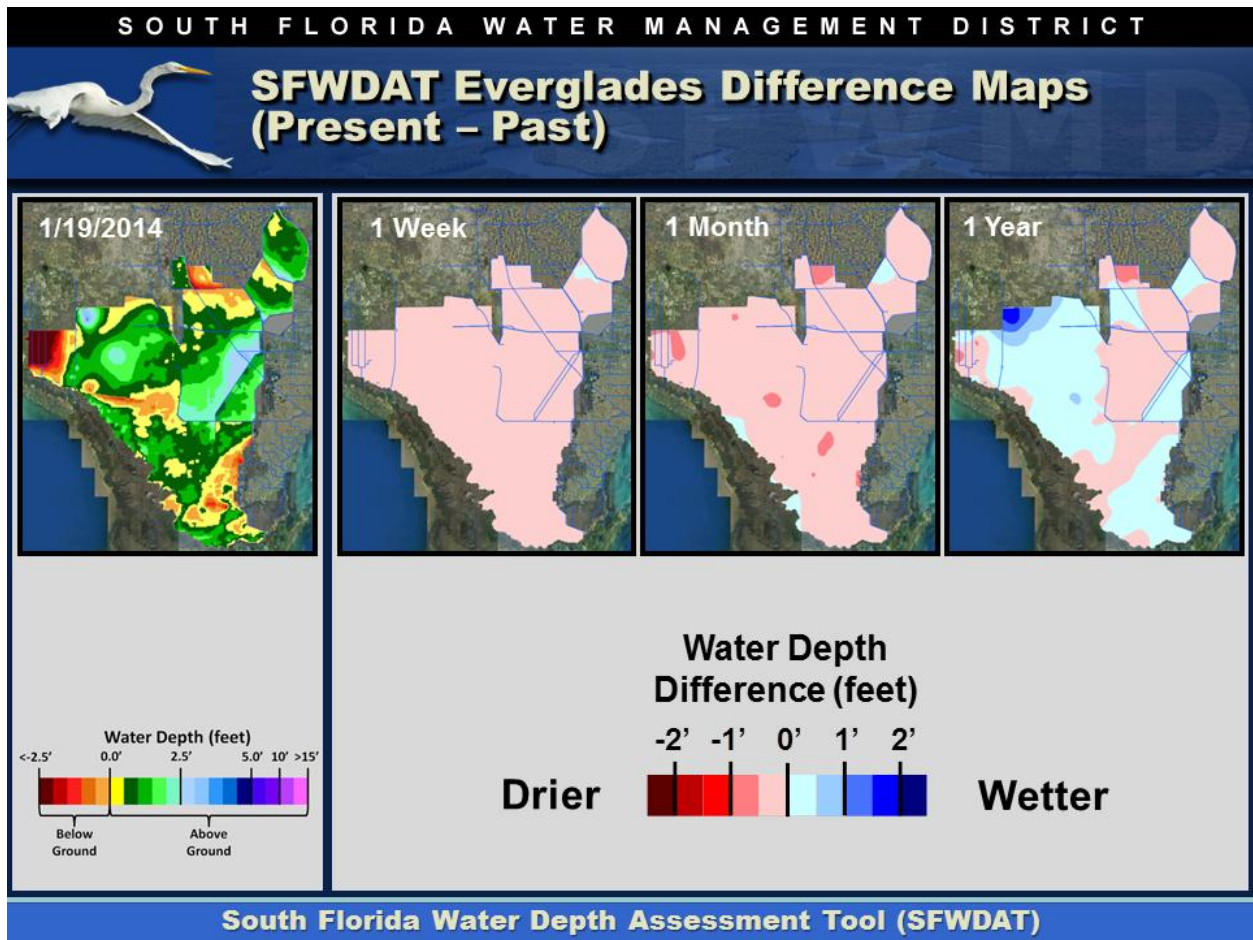 SOUTH FLORIDA WATER MANAGEMENT DISTRICT
SFWDAT Everglades Difference Maps
(Present – Past)
SFWMD
1/19/2014
1 Week
1 Month
1 Year
Water Depth (feet)
<-2.5’ 0.0’ 2.5’ 5.0’ 10’ >15’
Below
Ground
Above
Ground
Water Depth
Difference (feet)
-2’ -1’ 0’ 1’ 2’
Drier
Wetter
South Florida Water Depth Assessment Tool (SFWDAT)